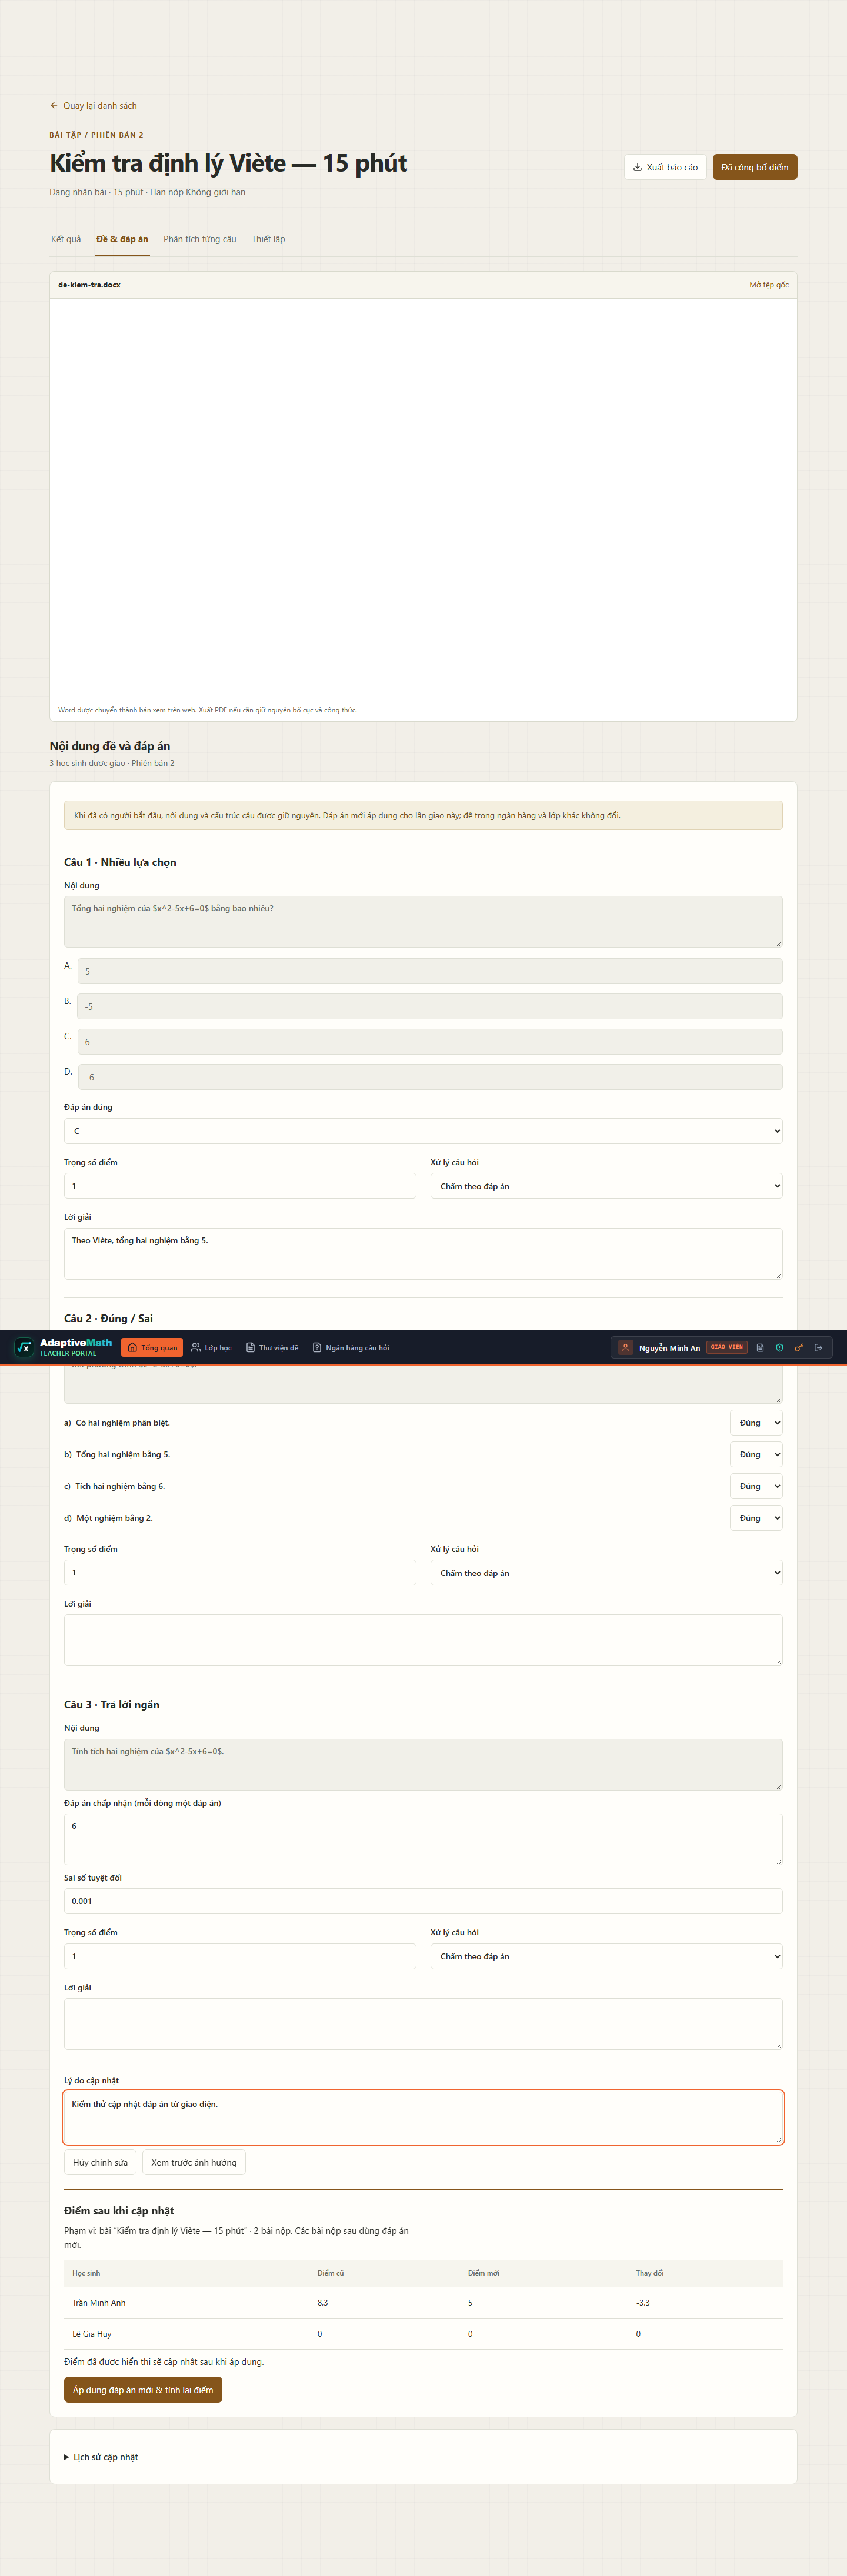 Quay lại danh sách
BÀI TẬP / PHIÊN BẢN 2
Kiểm tra định lý Viète — 15 phút
Xuất báo cáo
Đã công bố điểm
Đang nhận bài · 15 phút · Hạn nộp Không giới hạn
Kết quả
Đề & đáp án
Phân tích từng câu
Thiết lập
de-kiem-tra.docx
Mở tệp gốc
Word được chuyển thành bản xem trên web. Xuất PDF nếu cần giữ nguyên bố cục và công thức.
Nội dung đề và đáp án
3 học sinh được giao · Phiên bản 2
Khi đã có người bắt đầu, nội dung và cấu trúc câu được giữ nguyên. Đáp án mới áp dụng cho lần giao này; đề trong ngân hàng và lớp khác không đổi.
Câu 1 · Nhiều lựa chọn
Nội dung
Tổng hai nghiệm của $x^2-5x+6=0$ bằng bao nhiêu?
A. 5
B. -5
C. 6
D. -6
Đáp án đúng
C
Trọng số điểm
Xử lý câu hỏi
1
Chấm theo đáp án
Lời giải
Theo Viète, tổng hai nghiệm bằng 5.
Câu 2 · Đúng / Sai
AdaptiveMath
TEACHER PORTAL
Tổng quan
Lớp học
Thư viện đề
Ngân hàng câu hỏi
Nguyễn Minh An
GIÁO VIÊN
a) Có hai nghiệm phân biệt.
Đúng
b) Tổng hai nghiệm bằng 5.
Đúng
c) Tích hai nghiệm bằng 6.
Đúng
d) Một nghiệm bằng 2.
Đúng
Trọng số điểm
Xử lý câu hỏi
1
Chấm theo đáp án
Lời giải
Câu 3 · Trả lời ngắn
Nội dung
Tính tích hai nghiệm của $x^2-5x+6=0$.
Đáp án chấp nhận (mỗi dòng một đáp án)
6
Sai số tuyệt đối
0.001
Trọng số điểm
Xử lý câu hỏi
1
Chấm theo đáp án
Lời giải
Lý do cập nhật
Kiểm thử cập nhật đáp án từ giao diện.
Hủy chỉnh sửa
Xem trước ảnh hưởng
Điểm sau khi cập nhật
Phạm vi: bài "Kiểm tra định lý Viète — 15 phút" · 2 bài nộp. Các bài nộp sau dùng đáp án
mới.
Học sinh
Điểm cũ
Điểm mới
Thay đổi
Trần Minh Anh
8,3
5
-3,3
Lê Gia Huy
0
0
0
Điểm đã được hiển thị sẽ cập nhật sau khi áp dụng.
Áp dụng đáp án mới & tính lại điểm
Lịch sử cập nhật